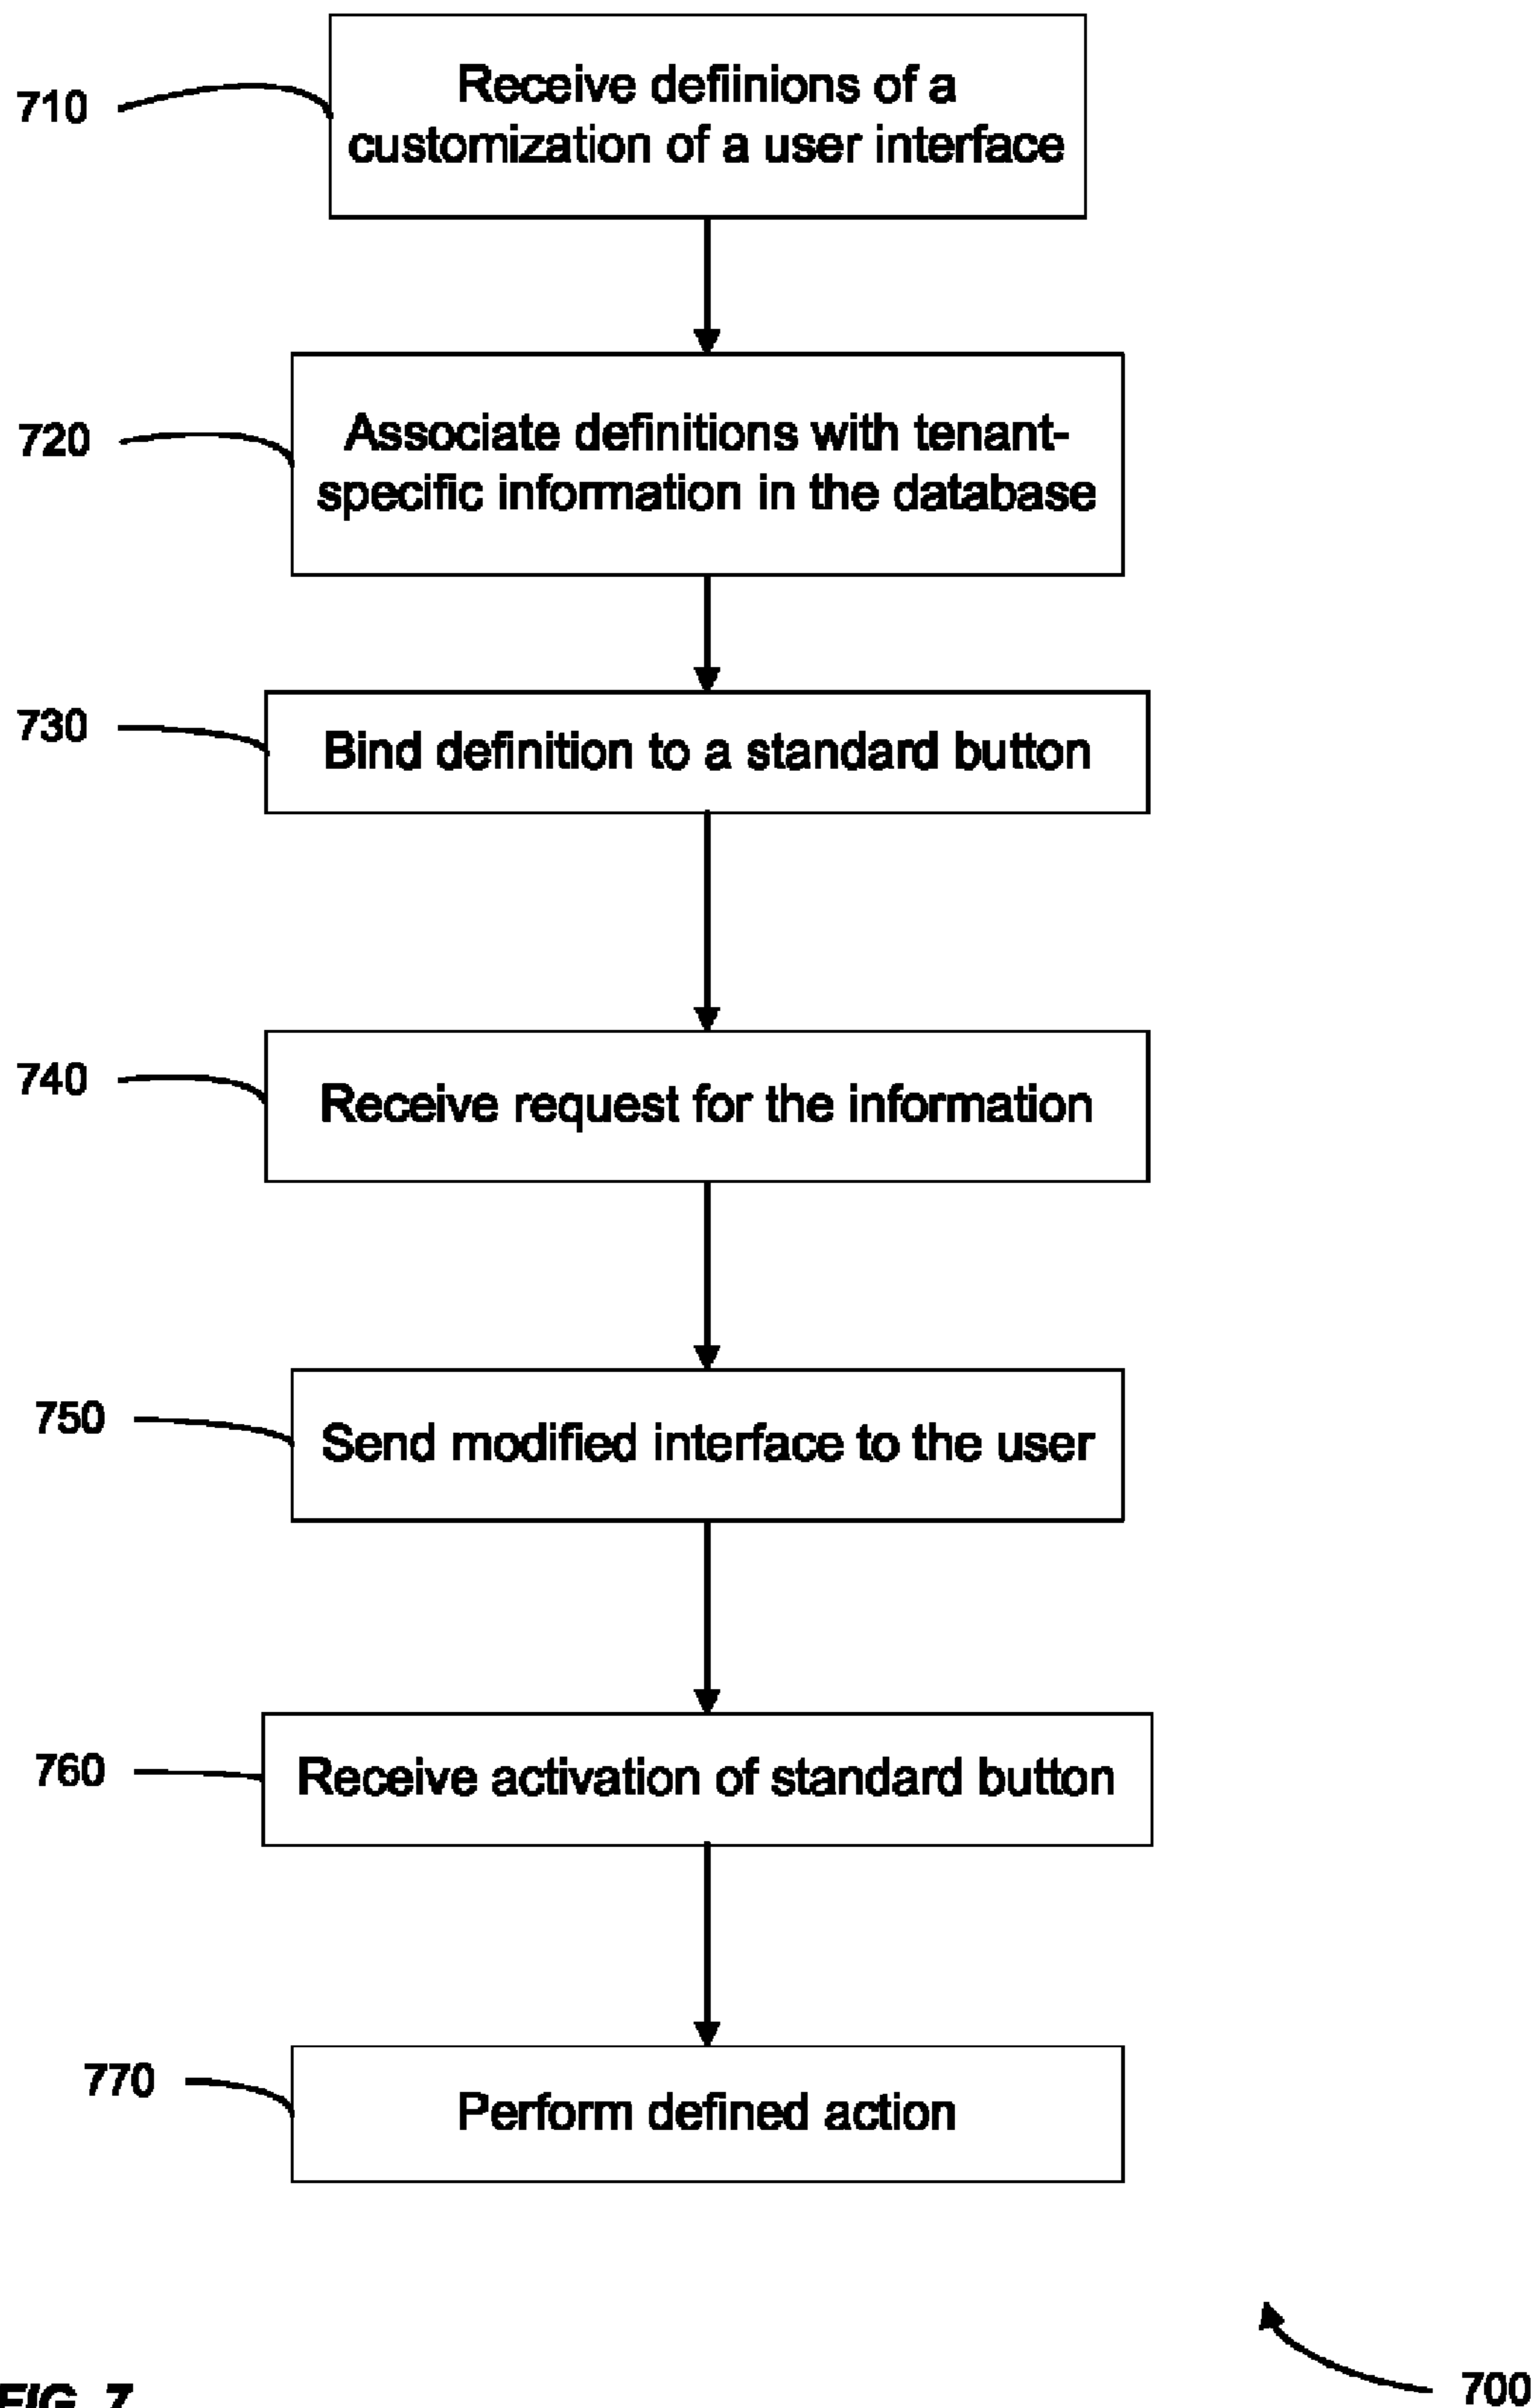 710
Receive defiinions of a
customization of a user interface
720
Associate definitions with tenant-
specific information in the database
730
Bind definition to a standard button
740
Receive request for the information
750
Send modified interface to the user
760
Receive activation of standard button
770
Perform defined action
700
FIG. 7